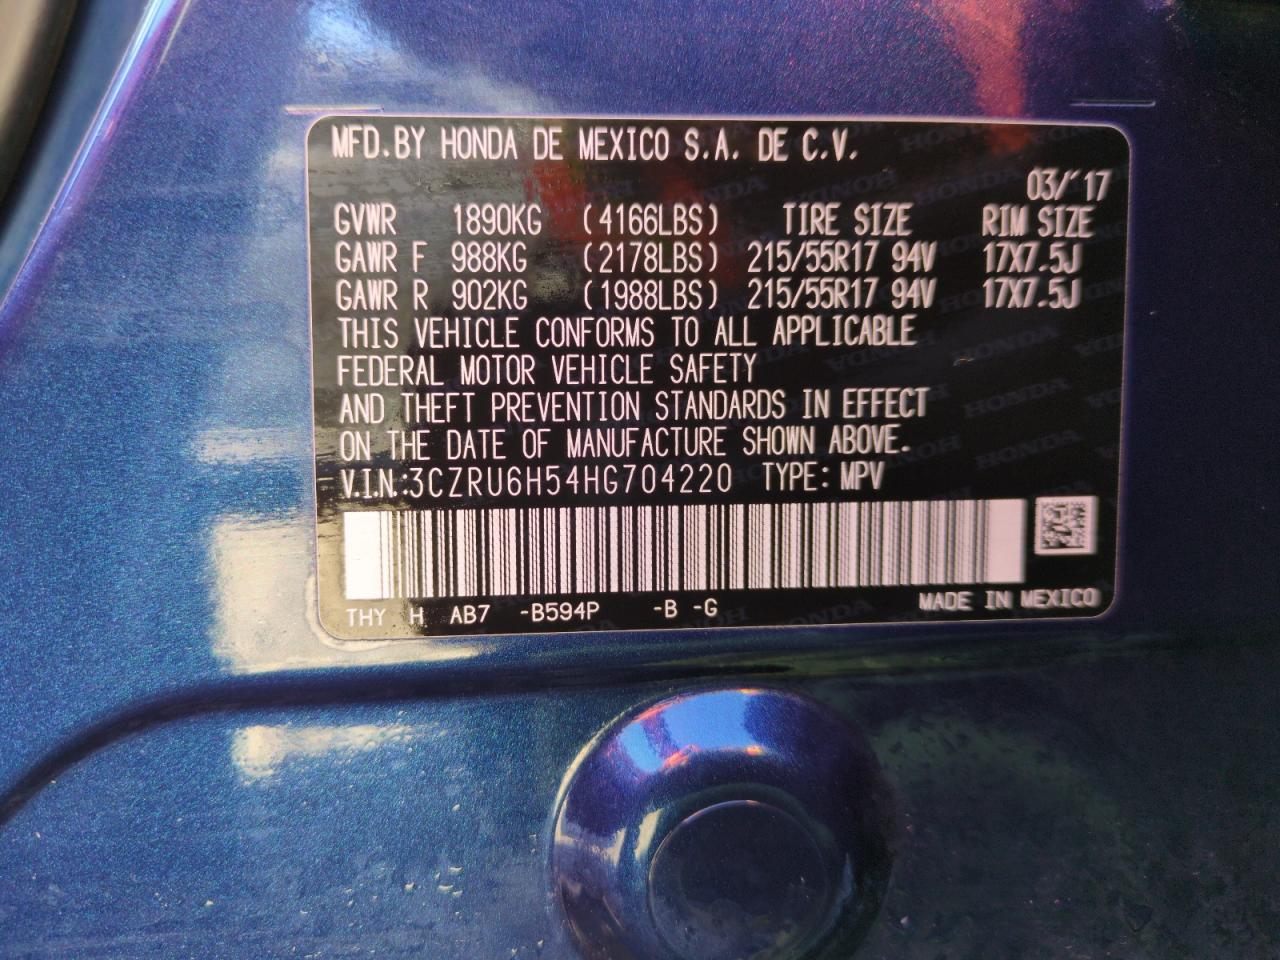 MFD.BY HONDA DE MEXICO S.A. DE C.V.
03/'17
GVWR 1890KG (4166LBS) TIRE SIZE RIM SIZE
GAWR F 988KG (2178LBS) 215/55R17 94V 17X7.5J
GAWR R 902KG (1988LBS) 215/55R17 94V 17X7.5J
THIS VEHICLE CONFORMS TO ALL APPLICABLE
FEDERAL MOTOR VEHICLE SAFETY
AND THEFT PREVENTION STANDARDS IN EFFECT
ON THE DATE OF MANUFACTURE SHOWN ABOVE.
V.I.N.:3CZRU6H54HG704220 TYPE: MPV
THY H AB7 -B594P -B -G MADE IN MEXICO